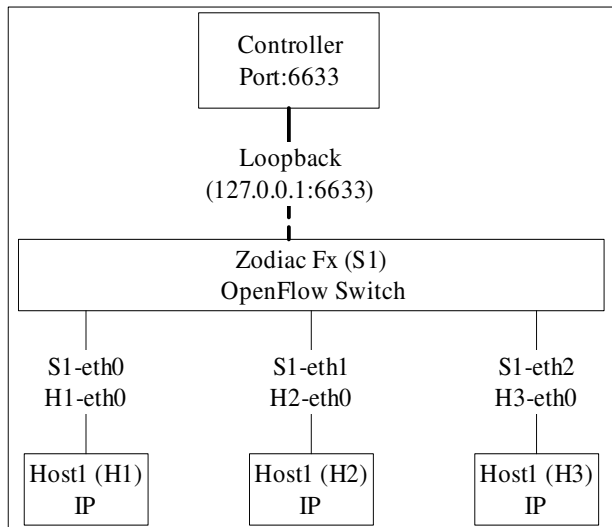 Controller
Port:6633
Loopback
(127.0.0.1:6633)
Zodiac Fx (S1)
OpenFlow Switch
S1-eth0
H1-eth0
S1-eth1
H2-eth0
S1-eth2
H3-eth0
Host1 (H1)
IP
Host1 (H2)
IP
Host1 (H3)
IP